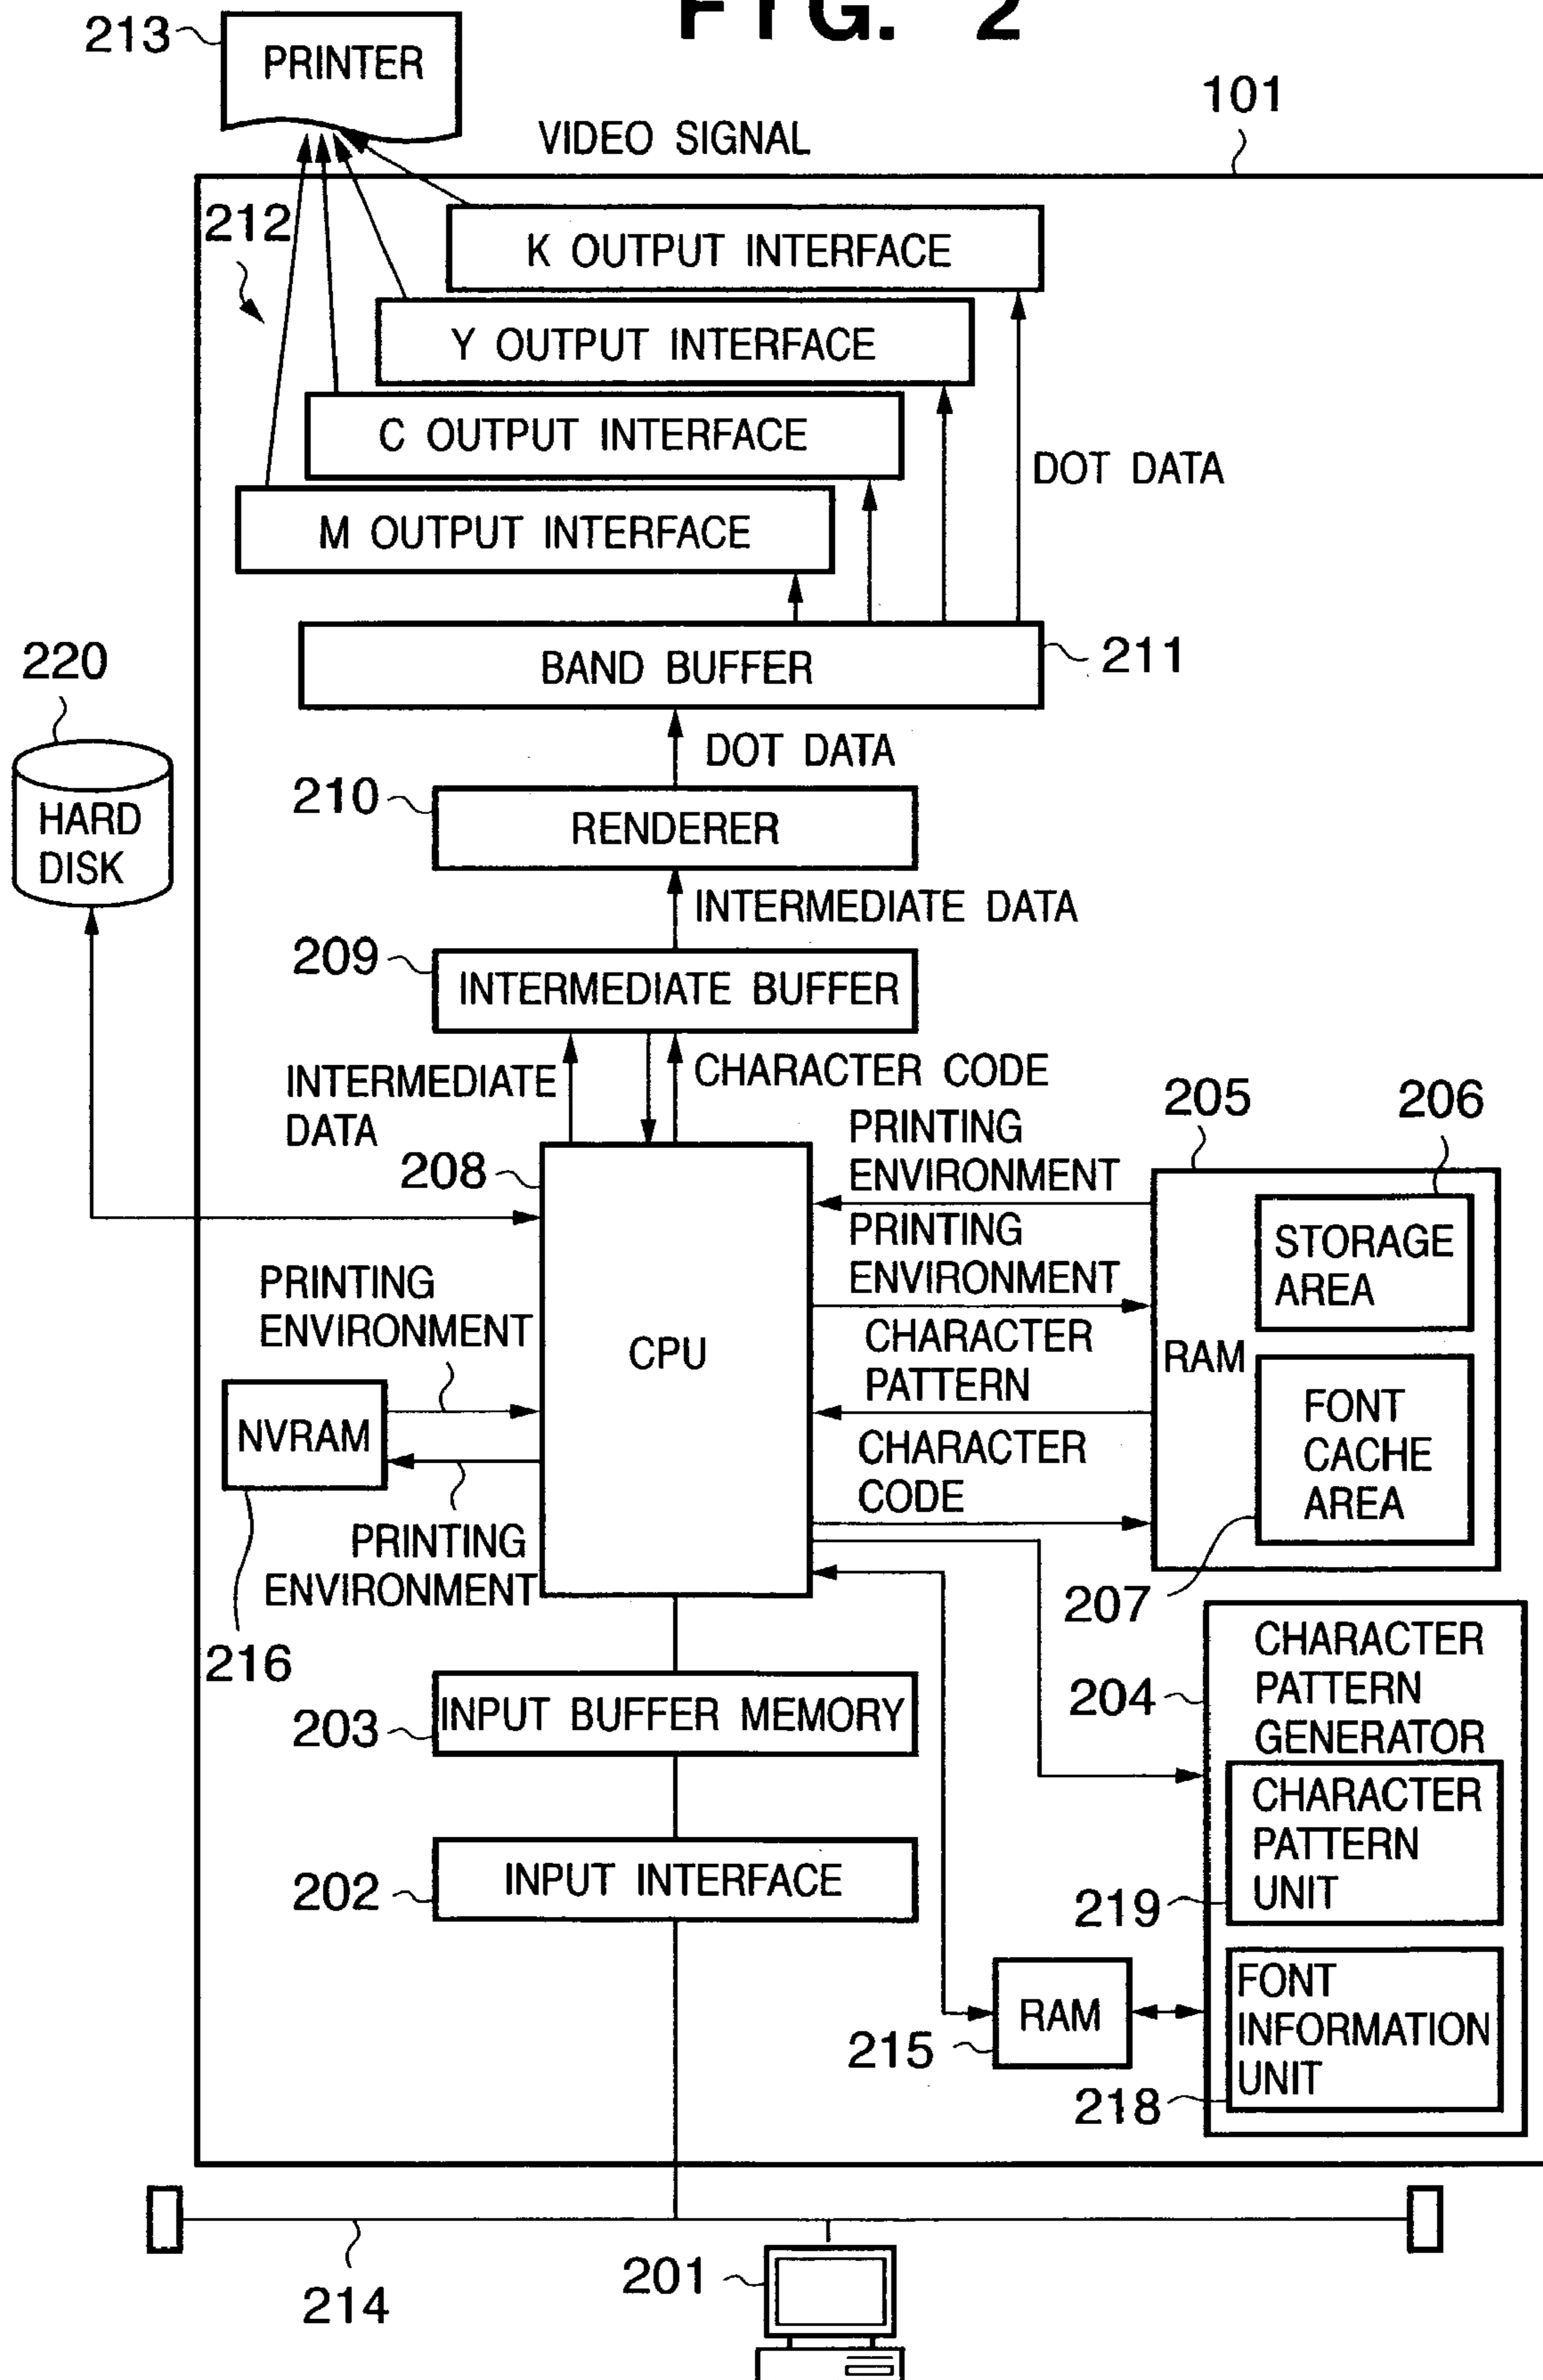 FIG. 2
213
PRINTER
101
VIDEO SIGNAL
212
K OUTPUT INTERFACE
Y OUTPUT INTERFACE
C OUTPUT INTERFACE
DOT DATA
M OUTPUT INTERFACE
220
BAND BUFFER
211
DOT DATA
HARD
DISK
210
RENDERER
INTERMEDIATE DATA
209
INTERMEDIATE BUFFER
INTERMEDIATE
DATA
CHARACTER CODE
205
206
PRINTING
ENVIRONMENT
208
PRINTING
ENVIRONMENT
STORAGE
AREA
PRINTING
ENVIRONMENT
CPU
CHARACTER
PATTERN
RAM
FONT
CACHE
AREA
NVRAM
CHARACTER
CODE
PRINTING
ENVIRONMENT
207
216
CHARACTER
PATTERN
GENERATOR
204
203
INPUT BUFFER MEMORY
CHARACTER
PATTERN
UNIT
202
INPUT INTERFACE
219
FONT
INFORMATION
UNIT
RAM
215
218
201
214